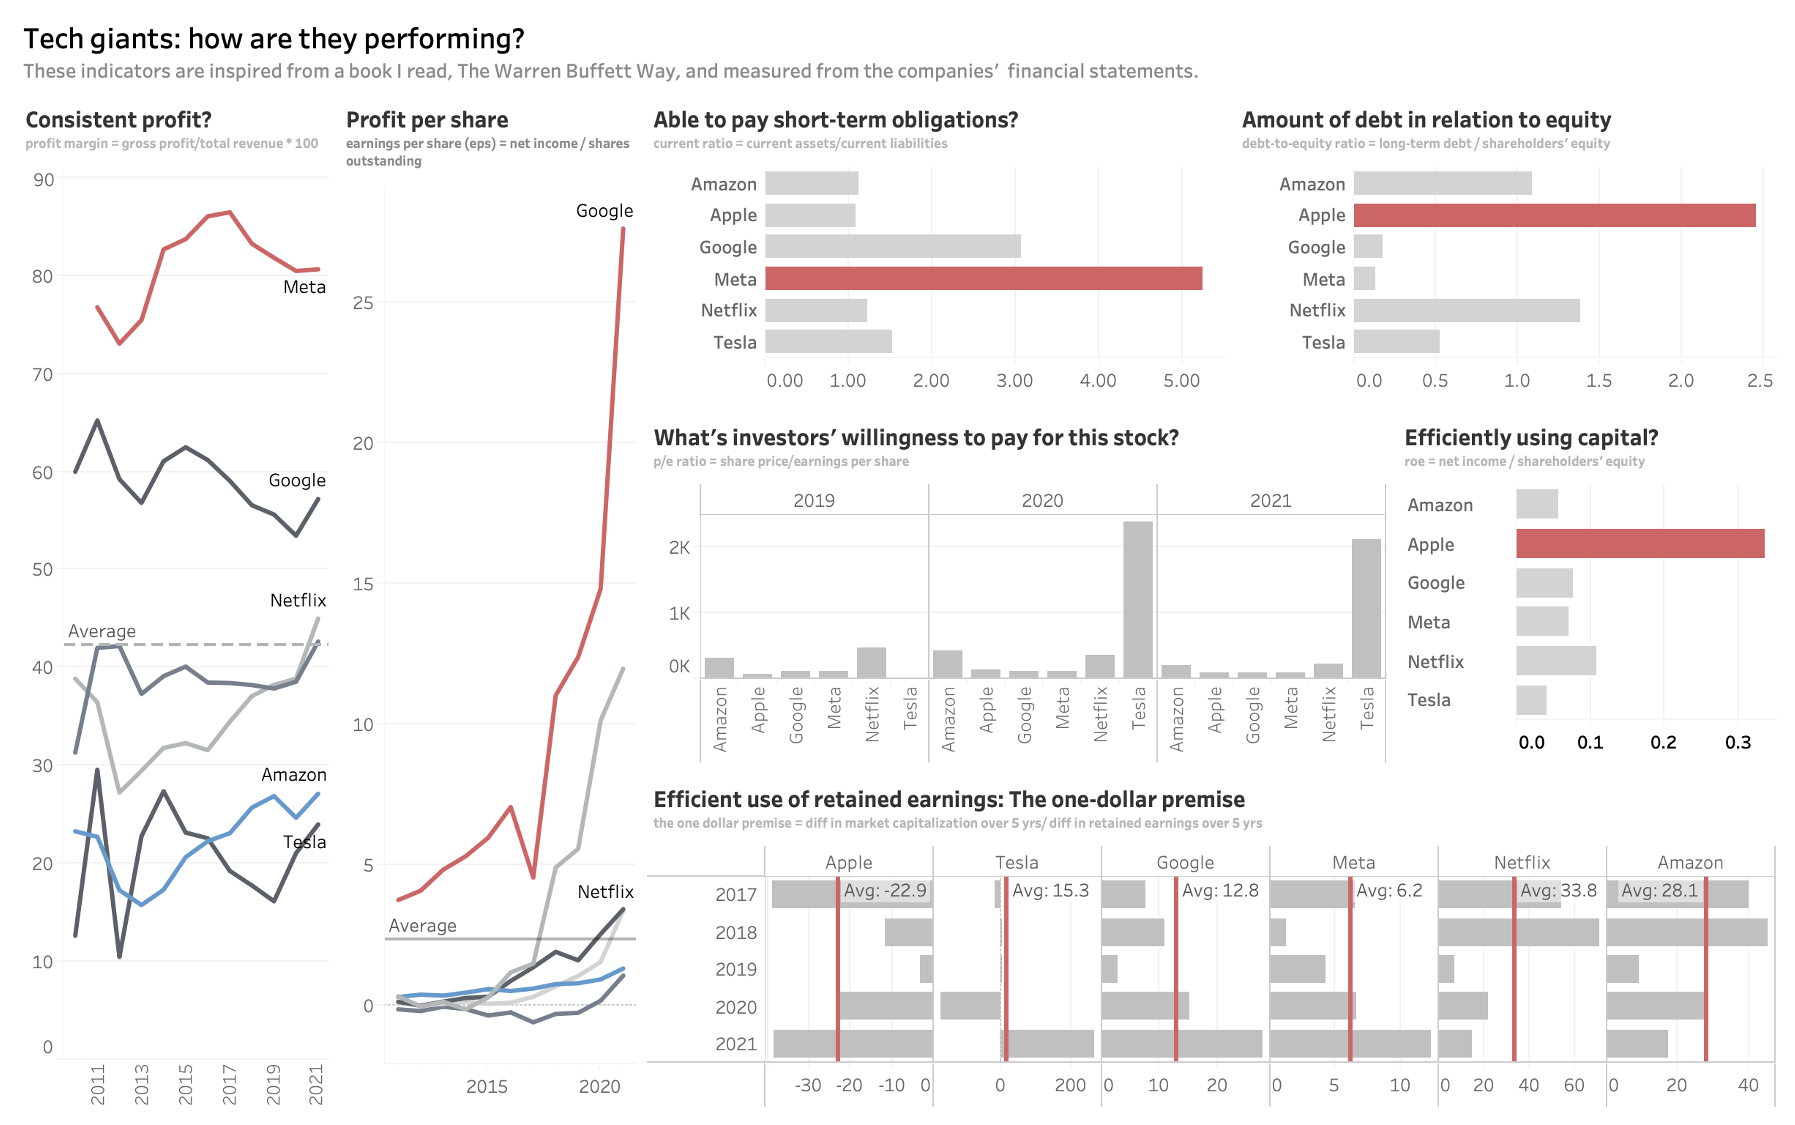 Tech giants: how are they performing?
These indicators are inspired from a book I read, The Warren Buffett Way, and measured from the companies’ financial statements.
Consistent profit?
profit margin = gross profit/total revenue * 100
90
80
70
60
50
40
30
20
10
0
Meta
Google
Netflix
Average
Amazon
Tesla
2011
2013
2015
2017
2019
2021
Profit per share
earnings per share (eps) = net income / shares
outstanding
25
20
15
10
5
0
Google
Netflix
Average
2015
2020
Able to pay short-term obligations?
current ratio = current assets/current liabilities
Amazon
Apple
Google
Meta
Netflix
Tesla
0.00 1.00 2.00 3.00 4.00 5.00
Amount of debt in relation to equity
debt-to-equity ratio = long-term debt / shareholders’ equity
Amazon
Apple
Google
Meta
Netflix
Tesla
0.0 0.5 1.0 1.5 2.0 2.5
What’s investors’ willingness to pay for this stock?
p/e ratio = share price/earnings per share
2019 2020 2021
2K
1K
0K
Amazon
Apple
Google
Meta
Netflix
Tesla
Amazon
Apple
Google
Meta
Netflix
Tesla
Amazon
Apple
Google
Meta
Netflix
Tesla
Efficiently using capital?
roe = net income / shareholders’ equity
Amazon
Apple
Google
Meta
Netflix
Tesla
0.0 0.1 0.2 0.3
Efficient use of retained earnings: The one-dollar premise
the one dollar premise = diff in market capitalization over 5 yrs/ diff in retained earnings over 5 yrs
Apple Tesla Google Meta Netflix Amazon
2017 Avg: -22.9 Avg: 15.3 Avg: 12.8 Avg: 6.2 Avg: 33.8 Avg: 28.1
2018
2019
2020
2021
-30 -20 -10 0 0 200 0 10 20 0 5 10 0 20 40 60 0 20 40